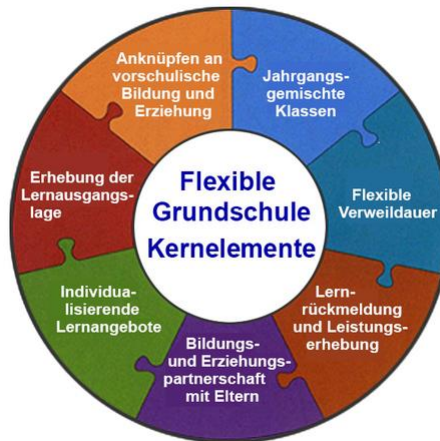 Flexible
Grundschule
Kernelemente
Jahrgangs-
gemischte
Klassen
Flexible
Verweildauer
Lern-
rückmeldung
und Leistungs-
erhebung
Bildungs-
und Erziehungs-
partnerschaft
mit Eltern
Individua-
lisierende
Lernangebote
Erhebung der
Lernausgangs-
lage
Anknüpfen an
vorschulische
Bildung und
Erziehung